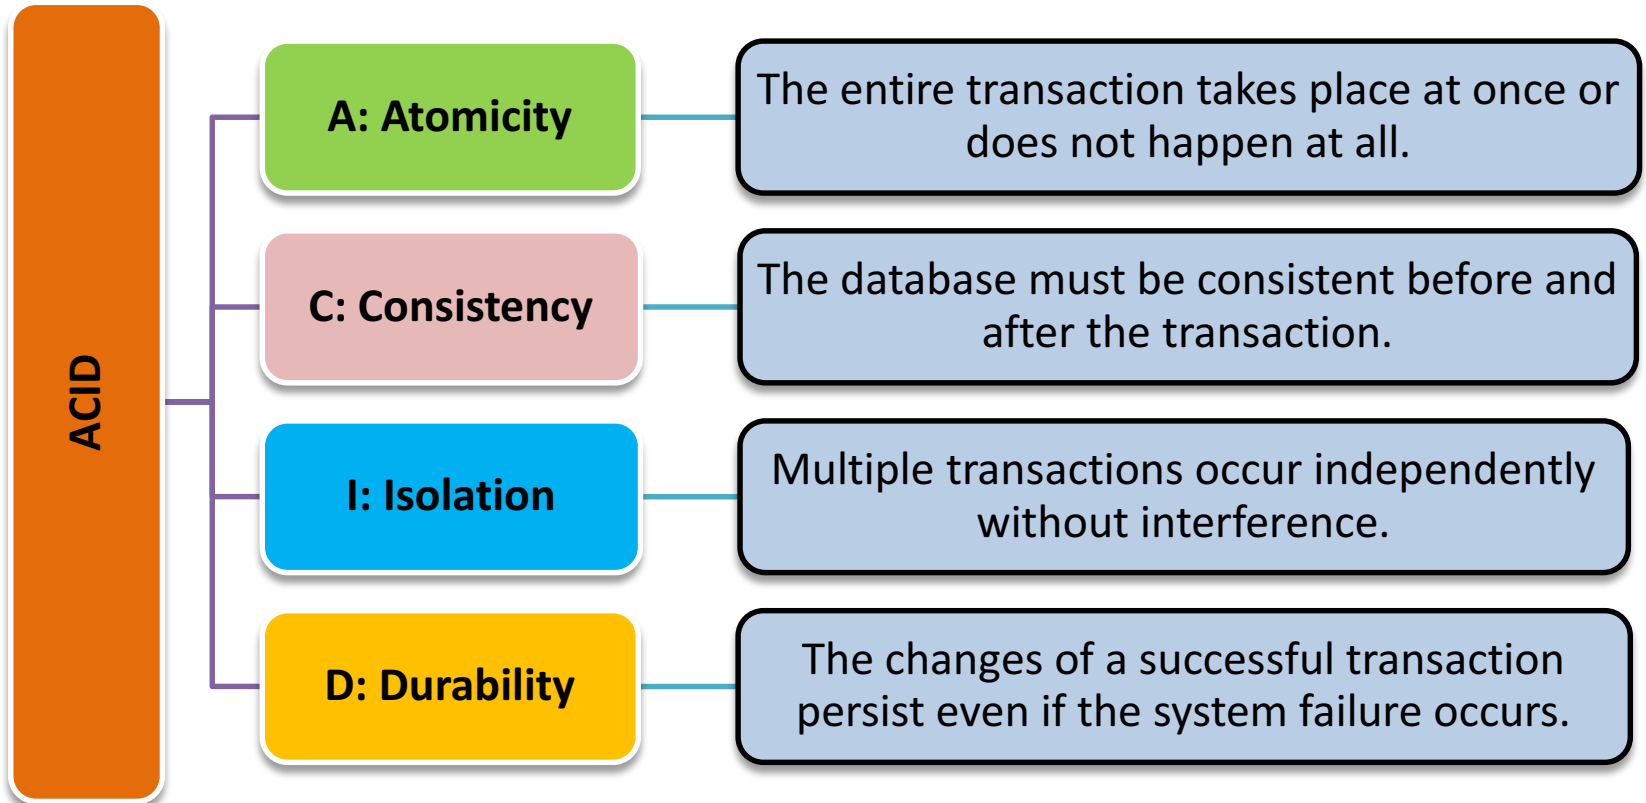 ACID
A: Atomicity
The entire transaction takes place at once or
does not happen at all.
C: Consistency
The database must be consistent before and
after the transaction.
I: Isolation
Multiple transactions occur independently
without interference.
D: Durability
The changes of a successful transaction
persist even if the system failure occurs.